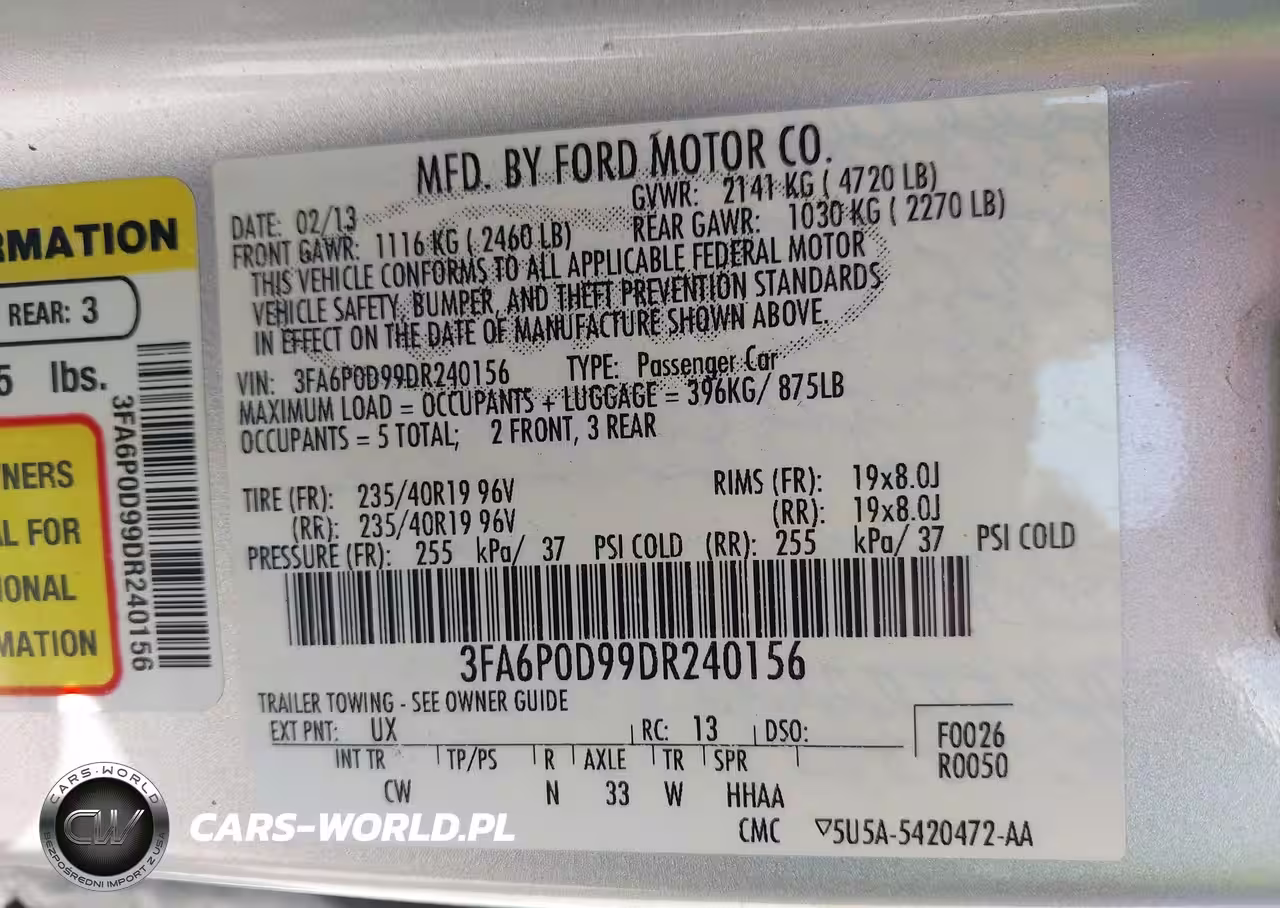 RMATION
REAR: 3
5 lbs.
NERS
L FOR
IONAL
MATION
3FA6P0D99DR240156
MFD. BY FORD MOTOR CO.
DATE: 02/13 GVWR: 2141 KG ( 4720 LB)
FRONT GAWR: 1116 KG ( 2460 LB) REAR GAWR: 1030 KG ( 2270 LB)
THIS VEHICLE CONFORMS TO ALL APPLICABLE FEDERAL MOTOR
VEHICLE SAFETY, BUMPER, AND THEFT PREVENTION STANDARDS
IN EFFECT ON THE DATE OF MANUFACTURE SHOWN ABOVE.
VIN: 3FA6P0D99DR240156 TYPE: Passenger Car
MAXIMUM LOAD = OCCUPANTS + LUGGAGE = 396KG/ 875LB
OCCUPANTS = 5 TOTAL; 2 FRONT, 3 REAR
TIRE (FR): 235/40R19 96V RIMS (FR): 19x8.0J
(RR): 235/40R19 96V (RR): 19x8.0J
PRESSURE (FR): 255 kPa/ 37 PSI COLD (RR): 255 kPa/ 37 PSI COLD
3FA6P0D99DR240156
TRAILER TOWING - SEE OWNER GUIDE
EXT PNT: UX RC: 13 DSO:
F0026
R0050
INT TR TP/PS R AXLE TR SPR
CW N 33 W HHAA
CMC ▽5U5A-5420472-AA
CARS-WORLD
CW
BEZPOŚREDNI IMPORT Z USA
CARS-WORLD.PL